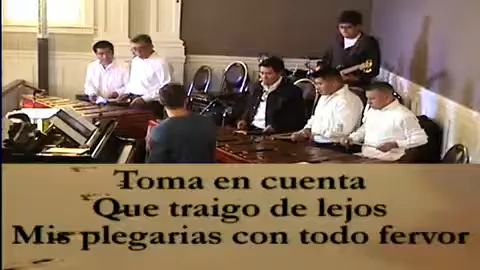 Toma en cuenta
Que traigo de lejos
Mis plegarias con todo fervor